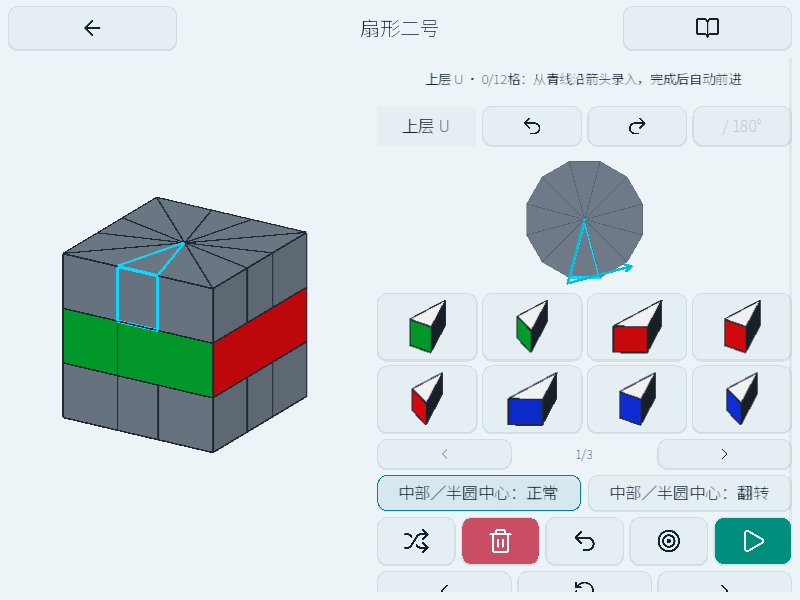 扇形二号
上层 U · 0/12格：从青线沿箭头录入，完成后自动前进
上层 U
/ 180°
1/3
中部／半圆中心：正常
中部／半圆中心：翻转